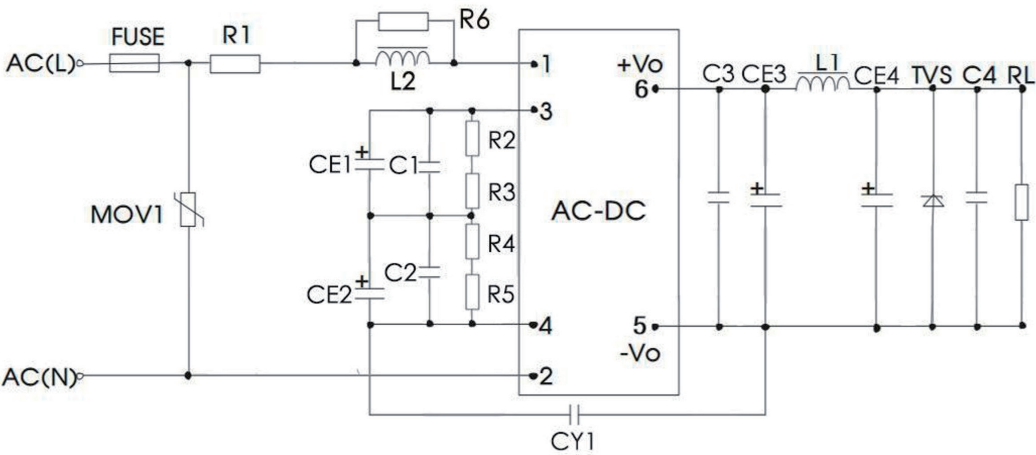 R6
FUSE
R1
AC(L)
L2
1
+Vo
6
C3 CE3 L1 CE4 TVS C4 RL
3
R2
CE1 + C1
R3
+ +
MOV1
AC-DC
R4
C2
CE2 +
R5
4
5
-Vo
AC(N)
2
CY1